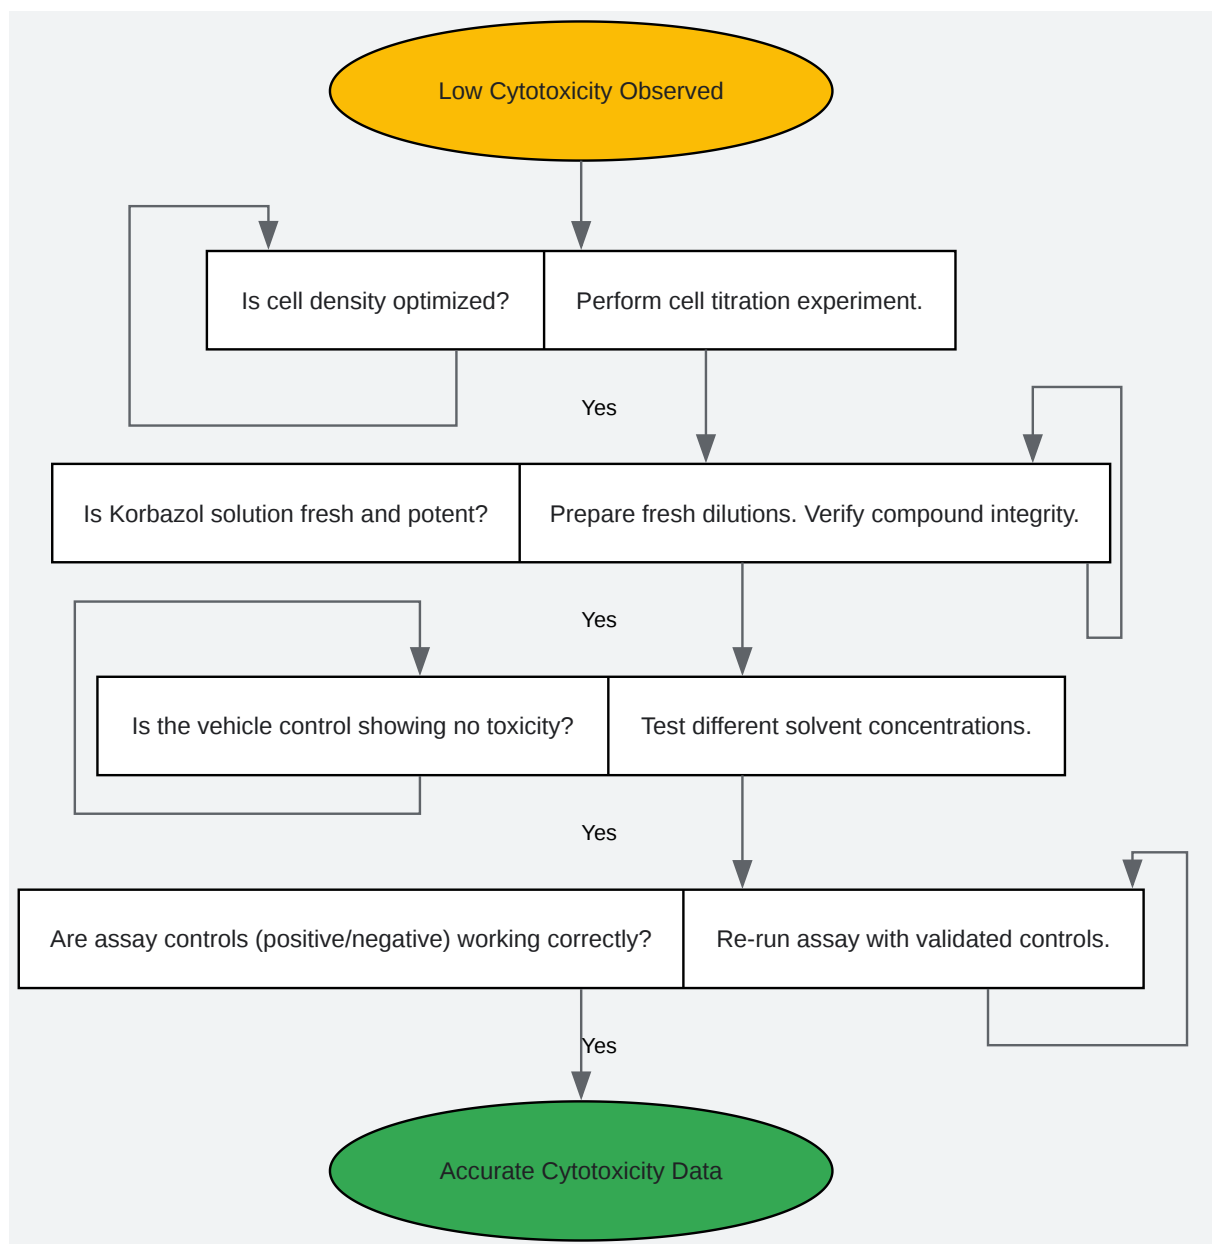 Low Cytotoxicity Observed
Is cell density optimized?
Perform cell titration experiment.
Yes
Is Korbazol solution fresh and potent?
Prepare fresh dilutions. Verify compound integrity.
Yes
Is the vehicle control showing no toxicity?
Test different solvent concentrations.
Yes
Are assay controls (positive/negative) working correctly?
Re-run assay with validated controls.
Yes
Accurate Cytotoxicity Data